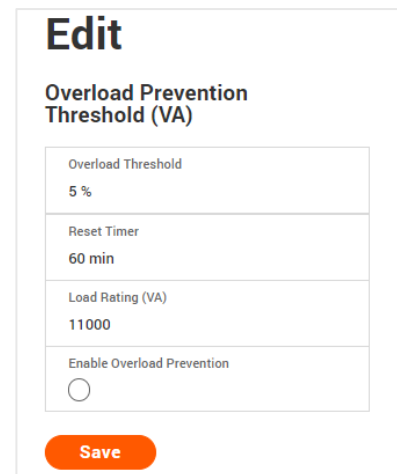 Edit
Overload Prevention
Threshold (VA)
Overload Threshold
5 %
Reset Timer
60 min
Load Rating (VA)
11000
Enable Overload Prevention
Save